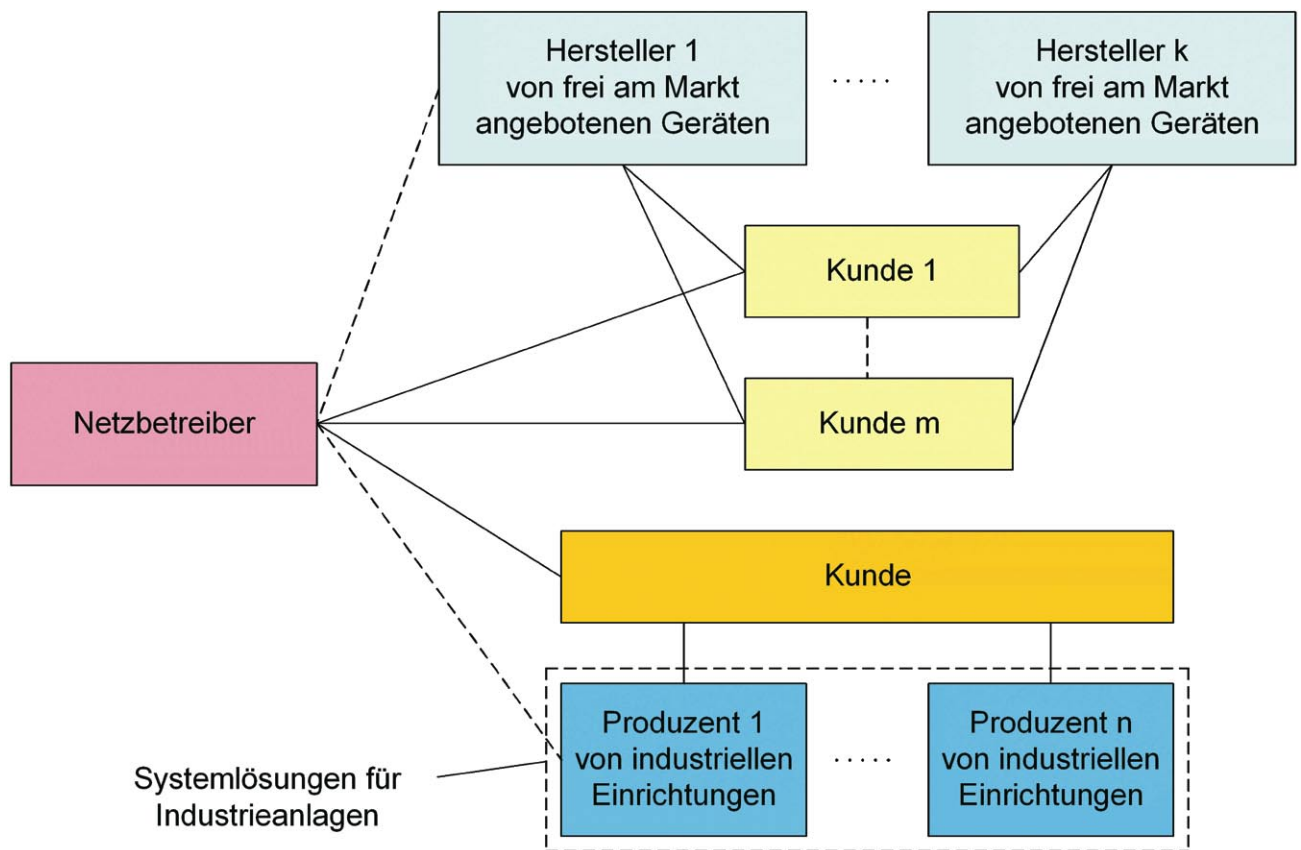 Hersteller 1
von frei am Markt
angebotenen Geräten
.....
Hersteller k
von frei am Markt
angebotenen Geräten
Kunde 1
Netzbetreiber
Kunde m
Kunde
Produzent 1
von industriellen
Einrichtungen
.....
Produzent n
von industriellen
Einrichtungen
Systemlösungen für
Industrieanlagen